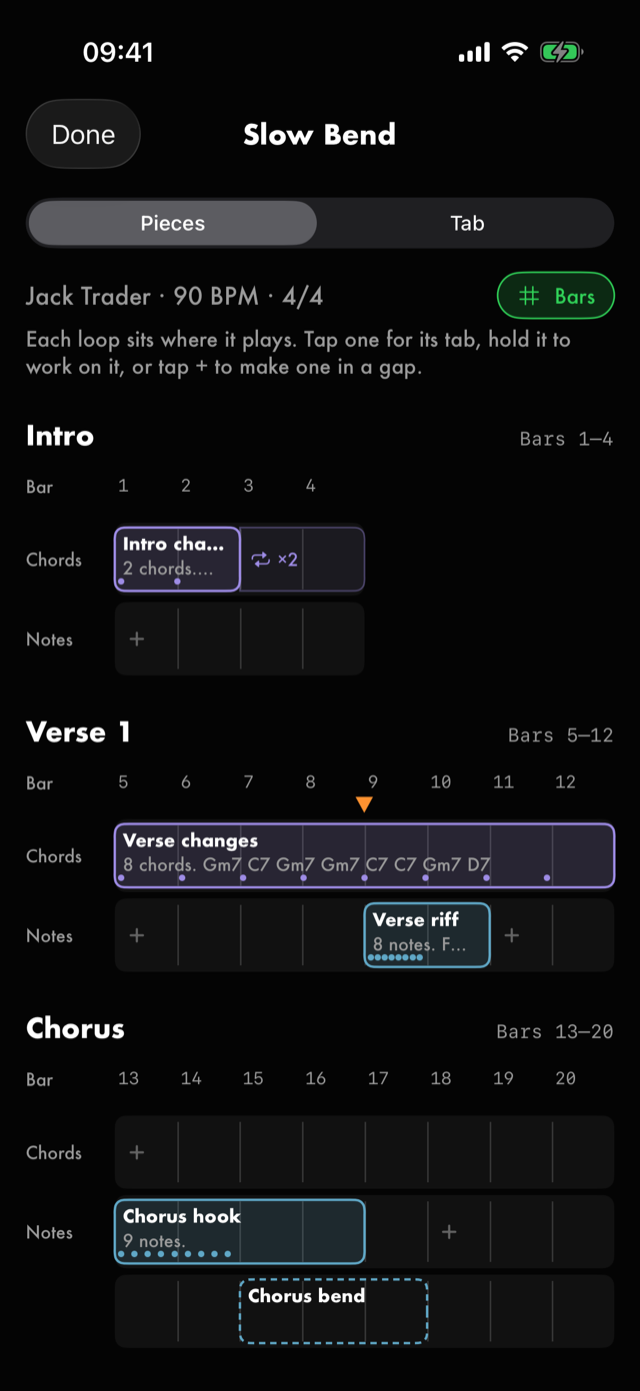 09:41
Done
Slow Bend
Pieces
Tab
Jack Trader · 90 BPM · 4/4
Bars
Each loop sits where it plays. Tap one for its tab, hold it to
work on it, or tap + to make one in a gap.
Intro
Bars 1–4
Bar 1 2 3 4
Chords
Intro cha...
2 chords....
×2
Notes
+
Verse 1
Bars 5–12
Bar 5 6 7 8 9 10 11 12
Chords
Verse changes
8 chords. Gm7 C7 Gm7 Gm7 C7 C7 Gm7 D7
Notes
+
Verse riff
8 notes. F...
+
Chorus
Bars 13–20
Bar 13 14 15 16 17 18 19 20
Chords
+
Notes
Chorus hook
9 notes.
+
Chorus bend